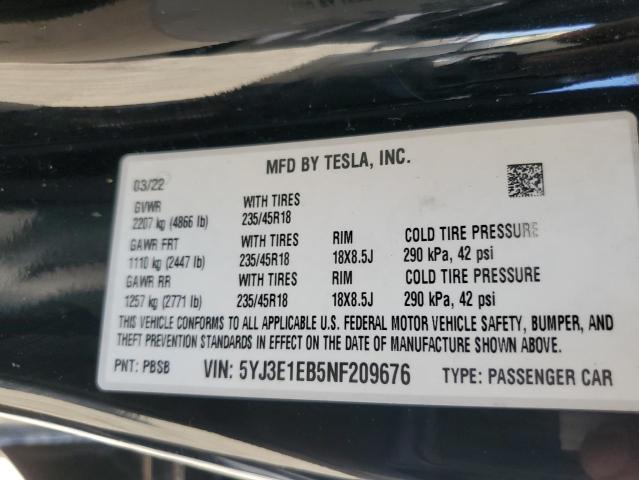 MFD BY TESLA, INC.
03/22
GVWR WITH TIRES
2207 kg (4866 lb) 235/45R18
GAWR FRT WITH TIRES RIM COLD TIRE PRESSURE
1110 kg (2447 lb) 235/45R18 18X8.5J 290 kPa, 42 psi
GAWR RR WITH TIRES RIM COLD TIRE PRESSURE
1257 kg (2771 lb) 235/45R18 18X8.5J 290 kPa, 42 psi
THIS VEHICLE CONFORMS TO ALL APPLICABLE U.S. FEDERAL MOTOR VEHICLE SAFETY, BUMPER, AND
THEFT PREVENTION STANDARDS IN EFFECT ON THE DATE OF MANUFACTURE SHOWN ABOVE.
PNT: PBSB VIN: 5YJ3E1EB5NF209676 TYPE: PASSENGER CAR